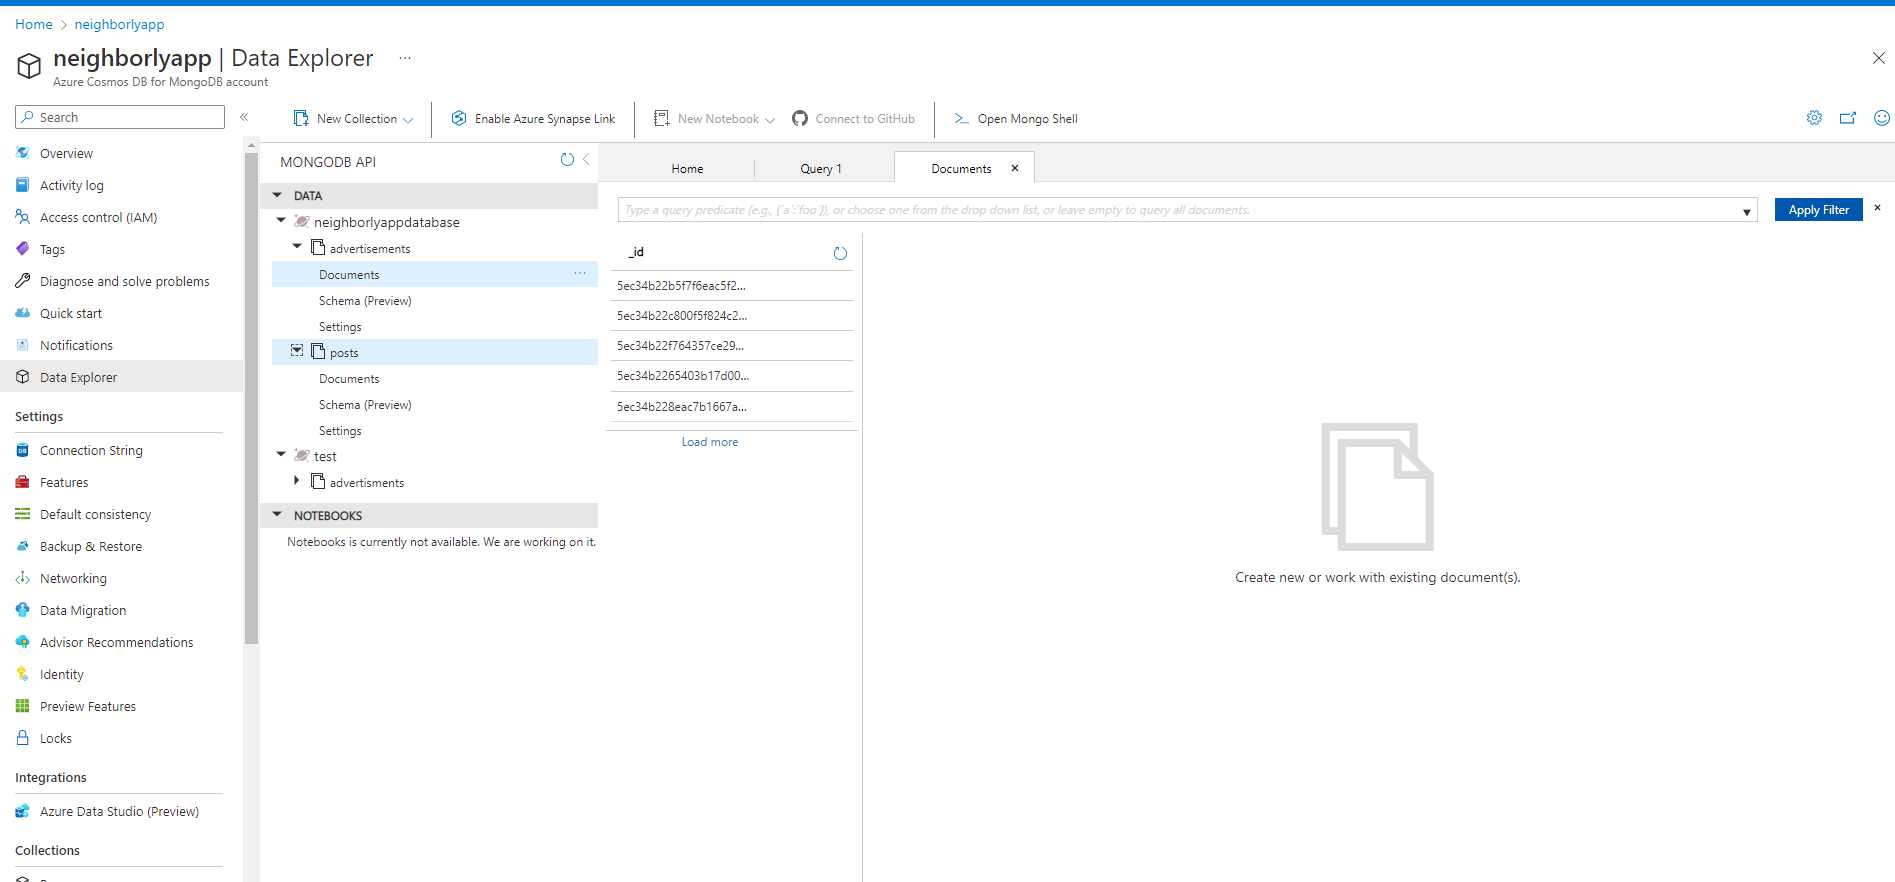 Home > neighborlyapp
neighborlyapp | Data Explorer ...
Azure Cosmos DB for MongoDB account
Search
«
New Collection
Enable Azure Synapse Link
New Notebook
Connect to GitHub
Open Mongo Shell
Overview
Activity log
Access control (IAM)
Tags
Diagnose and solve problems
Quick start
Notifications
Data Explorer
Settings
Connection String
Features
Default consistency
Backup & Restore
Networking
Data Migration
Advisor Recommendations
Identity
Preview Features
Locks
Integrations
Azure Data Studio (Preview)
Collections
MONGODB API
DATA
neighborlyappdatabase
advertisements
Documents ...
Schema (Preview)
Settings
posts
Documents
Schema (Preview)
Settings
test
advertisments
NOTEBOOKS
Notebooks is currently not available. We are working on it.
Home
Query 1
Documents
Type a query predicate (e.g., {´a´:´foo´}), or choose one from the drop down list, or leave empty to query all documents.
Apply Filter
_id
5ec34b22b5f7f6eac5f2...
5ec34b22c800f5f824c2...
5ec34b22f764357ce29...
5ec34b2265403b17d00...
5ec34b228eac7b1667a...
Load more
Create new or work with existing document(s).